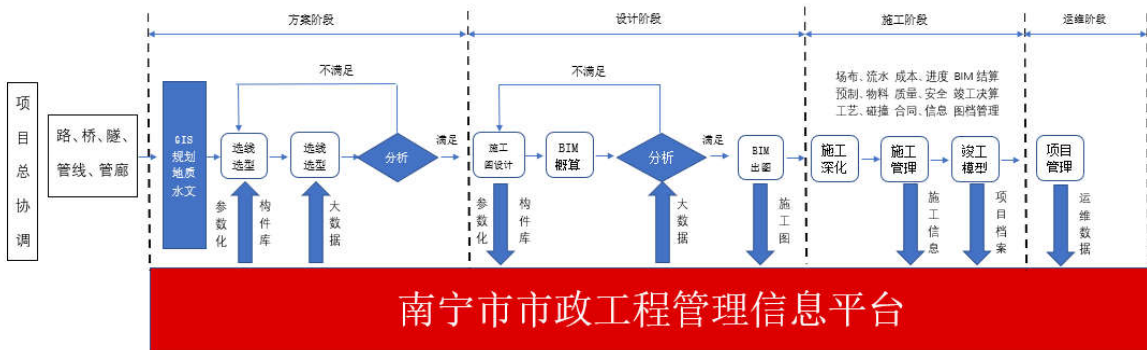 方案阶段
设计阶段
施工阶段
运维阶段
项目总协调
路、桥、隧、
管线、管廊
GIS
规划
地质
水文
不满足
选线
选型
选线
选型
分析
满足
参数化
构件库
大数据
不满足
施工
图设计
BIM
概算
分析
满足
BIM
出图
参数化
构件库
大数据
施工图
场布、流水 成本、进度 BIM 结算
预制、物料 质量、安全 竣工决算
工艺、碰撞 合同、信息 图档管理
施工
深化
施工
管理
竣工
模型
施工信息
项目档案
项目
管理
运维数据
南宁市市政工程管理信息平台